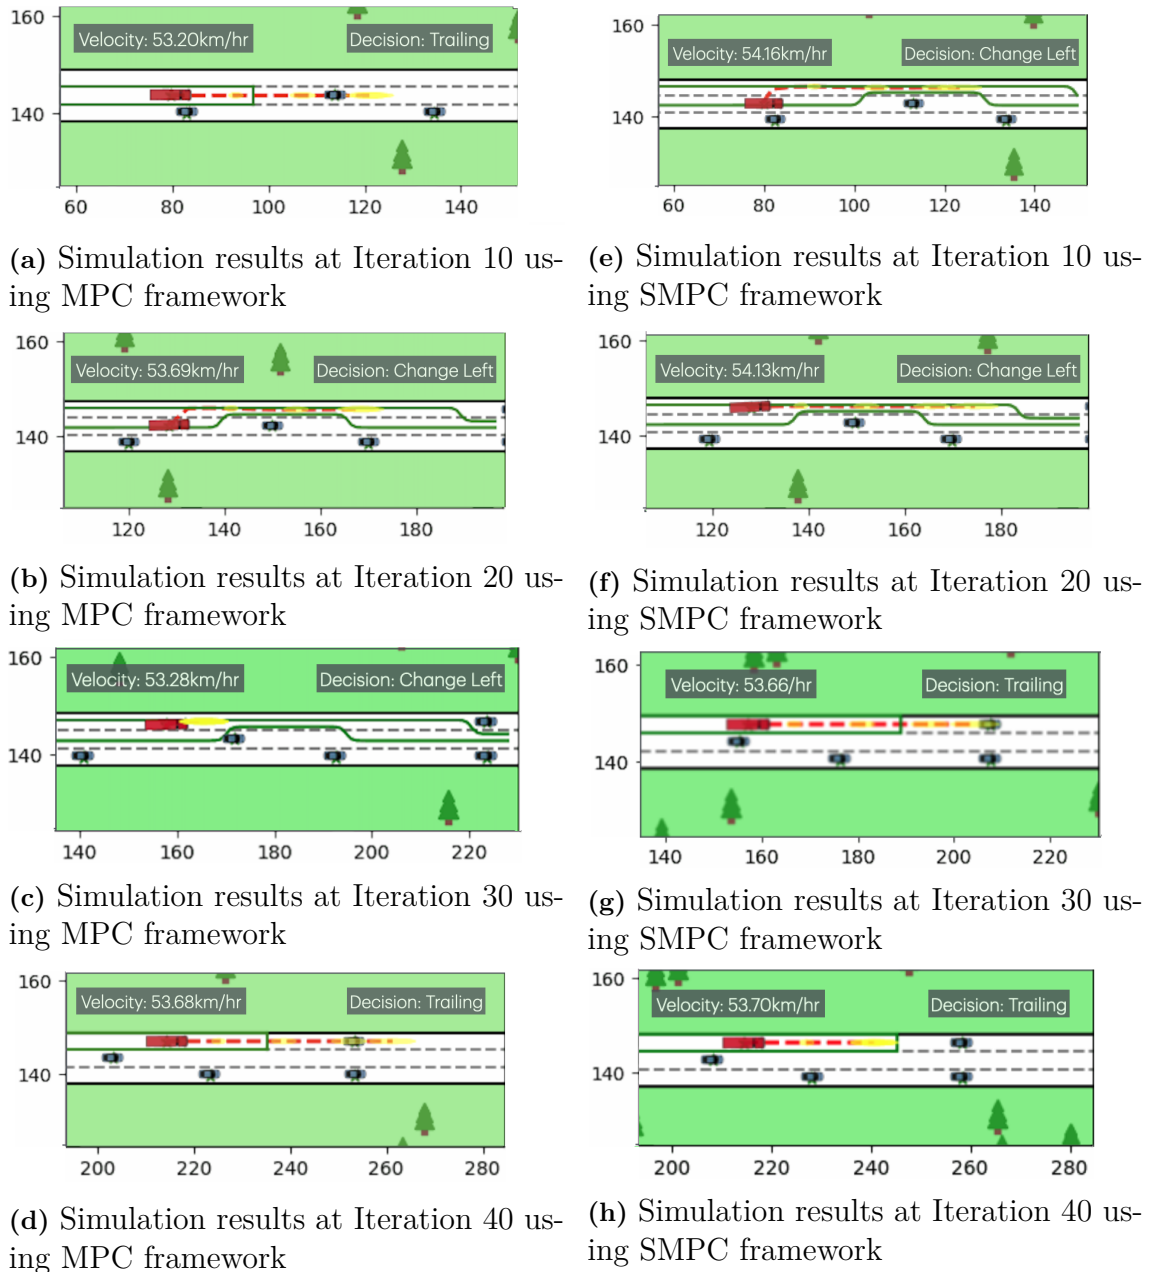 160
Velocity: 53.20km/hr
Decision: Trailing
140
60 80 100 120 140
(a) Simulation results at Iteration 10 us-
ing MPC framework
160
Velocity: 54.16km/hr
Decision: Change Left
140
60 80 100 120 140
(e) Simulation results at Iteration 10 us-
ing SMPC framework
160
Velocity: 53.69km/hr
Decision: Change Left
140
120 140 160 180
(b) Simulation results at Iteration 20 us-
ing MPC framework
160
Velocity: 54.13km/hr
Decision: Change Left
140
120 140 160 180
(f) Simulation results at Iteration 20 us-
ing SMPC framework
160
Velocity: 53.28km/hr
Decision: Change Left
140
140 160 180 200 220
(c) Simulation results at Iteration 30 us-
ing MPC framework
160
Velocity: 53.66/hr
Decision: Trailing
140
140 160 180 200 220
(g) Simulation results at Iteration 30 us-
ing SMPC framework
160
Velocity: 53.68km/hr
Decision: Trailing
140
200 220 240 260 280
(d) Simulation results at Iteration 40 us-
ing MPC framework
160
Velocity: 53.70km/hr
Decision: Trailing
140
200 220 240 260 280
(h) Simulation results at Iteration 40 us-
ing SMPC framework